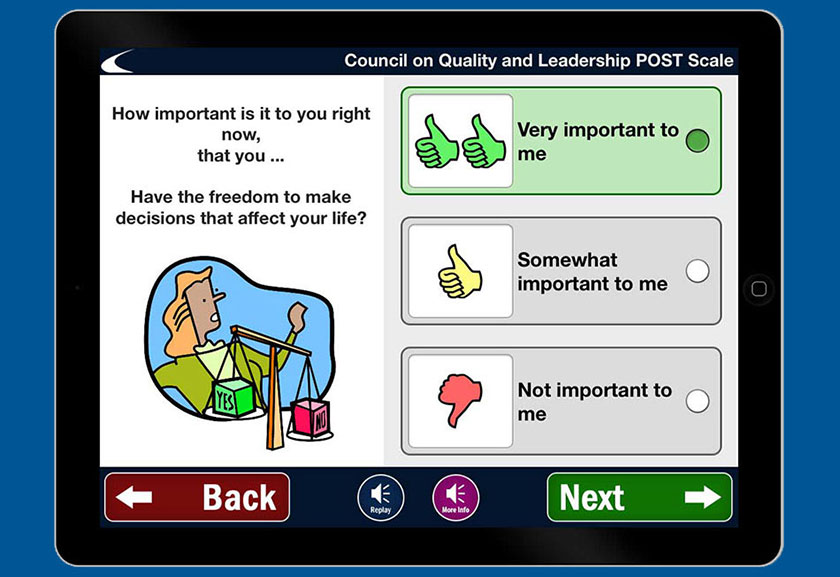 Council on Quality and Leadership POST Scale
How important is it to you right
now,
that you ...
Have the freedom to make
decisions that affect your life?
YES
NO
Very important to
me
Somewhat
important to me
Not important to
me
Back
Replay
More Info
Next